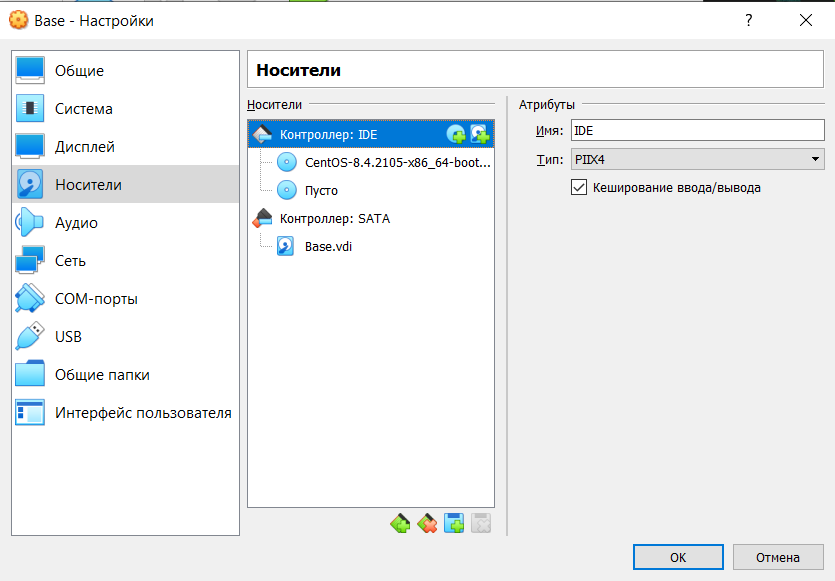 Base - Настройки
?
Общие
Система
Дисплей
Носители
Аудио
Сеть
COM-порты
USB
Общие папки
Интерфейс пользователя
Носители
Носители
Контроллер: IDE
CentOS-8.4.2105-x86_64-boot...
Пусто
Контроллер: SATA
Base.vdi
Атрибуты
Имя: IDE
Тип: PIIX4
Кеширование ввода/вывода
OK
Отмена